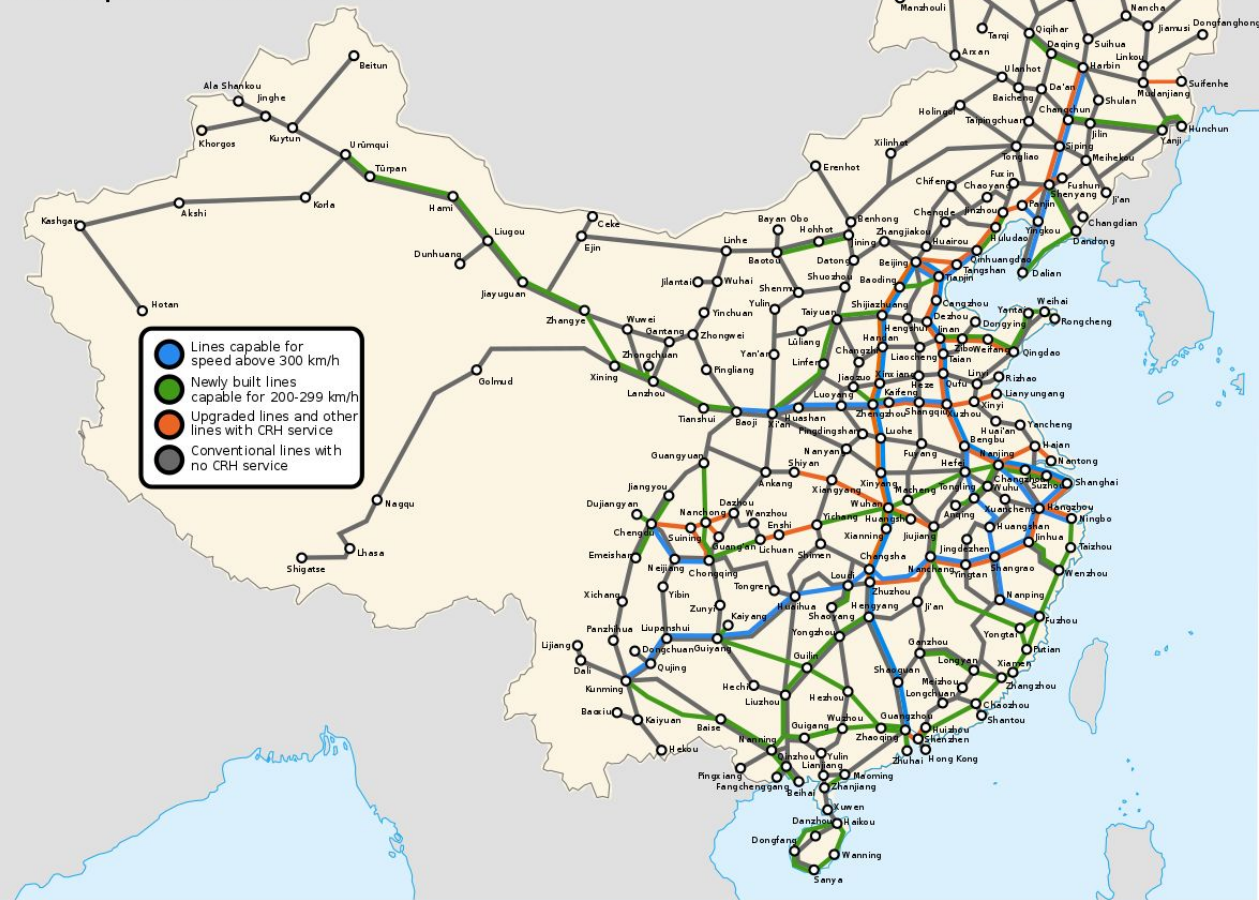 Manzhouli
Nancha
Jiamusi
Dongfanghong
Tarqi
Qiqihar
Daqing
Suihua
Linkou
Arxan
Harbin
Ulanhot
Suifenhe
Mudanjiang
Da'an
Baicheng
Shulan
Changchun
Holingol
Taipingchuan
Jilin
Hunchun
Yanji
Siping
Xilinhot
Tongliao
Meihekou
Erenhot
Fuxin
Chifeng
Chaoyang
Fushun
Shenyang
Ji'an
Panjin
Jinzhou
Chengde
Changdian
Yingkou
Dandong
Huludao
Qinhuangdao
Dalian
Beitun
Ala Shankou
Jinghe
Khorgos
Kuytun
Urümqui
Türpan
Hami
Korla
Akshi
Kashgar
Hotan
Liugou
Dunhuang
Jiayuguan
Zhangye
Ceke
Ejin
Linhe
Bayan Obo
Baotou
Hohhot
Benhong
Jining
Zhangjiakou
Huairou
Datong
Beijing
Tangshan
Tianjin
Baoding
Jilantai
Wuhai
Shenmu
Shuozhou
Yinchuan
Yulin
Taiyuan
Shijiazhuang
Cangzhou
Dezhou
Yantai
Weihai
Rongcheng
Dongying
Wuwei
Gantang
Zhongwei
Zhongchuan
Xining
Lanzhou
Pingliang
Yan'an
Lüliang
Linfen
Changzhi
Hengshui
Handan
Jinan
Zibo
Weifang
Qingdao
Liaocheng
Taian
Golmud
Tianshui
Baoji
Xi'an
Huashan
Luoyang
Jiaozuo
Xinxiang
Kaifeng
Heze
Qufu
Linyi
Rizhao
Lianyungang
Zhengzhou
Shangqiu
Xuzhou
Xinyi
Pingdingshan
Luohe
Huai'an
Yancheng
Bengbu
Haian
Nantong
Nanyang
Fuyang
Hefei
Nanjing
Guangyuan
Ankang
Shiyan
Xiangyang
Xinyang
Macheng
Tongling
Wuhu
Changzhou
Suzhou
Shanghai
Nagqu
Lhasa
Shigatse
Jiangyou
Dujiangyan
Chengdu
Dazhou
Nanchong
Wanzhou
Enshi
Yichang
Wuhan
Huangshi
Anqing
Xuancheng
Hangzhou
Ningbo
Suining
Guang'an
Lichuan
Xianning
Jiujiang
Huangshan
Jinhua
Taizhou
Emeishan
Neijiang
Chongqing
Shimen
Changsha
Nanchang
Jingdezhen
Yingtan
Shangrao
Wenzhou
Xichang
Yibin
Tongren
Loudi
Zhuzhou
Nanping
Zunyi
Kaiyang
Huaihua
Shaoyang
Hengyang
Ji'an
Fuzhou
Panzhihua
Liupanshui
Guiyang
Yongzhou
Yongtai
Putian
Lijiang
Dali
Dongchuan
Qujing
Guilin
Shaoguan
Ganzhou
Longyan
Xiamen
Zhangzhou
Kunming
Hechi
Liuzhou
Hezhou
Meizhou
Longchuan
Chaozhou
Shantou
Baoxiu
Kaiyuan
Baise
Guigang
Wuzhou
Guangzhou
Huizhou
Zhaoqing
Shenzhen
Hekou
Nanning
Qinzhou
Yulin
Zhuhai
Hong Kong
Pingxiang
Lianjiang
Maoming
Fangchenggang
Beihai
Zhanjiang
Xuwen
Danzhou
Haikou
Dongfang
Wanning
Sanya
Lines capable for
speed above 300 km/h
Newly built lines
capable for 200-299 km/h
Upgraded lines and other
lines with CRH service
Conventional lines with
no CRH service